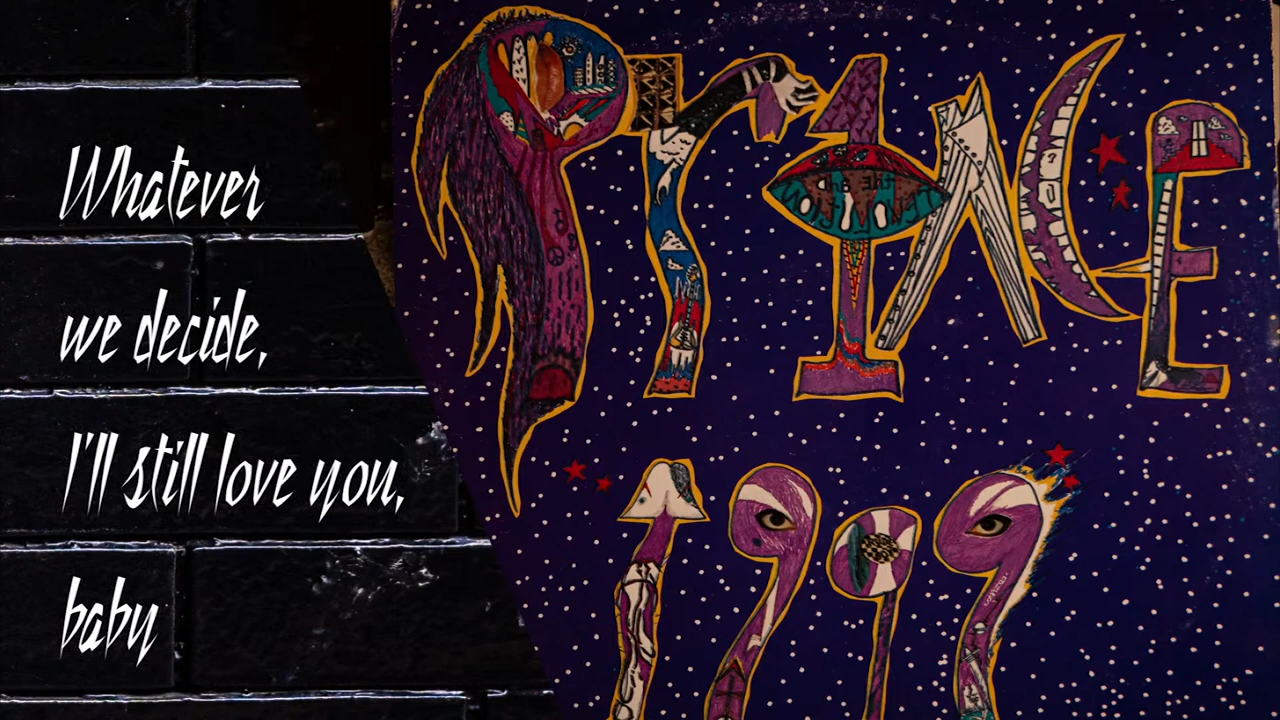 Whatever
we decide,
I'll still love you,
baby
PrINCE
1999